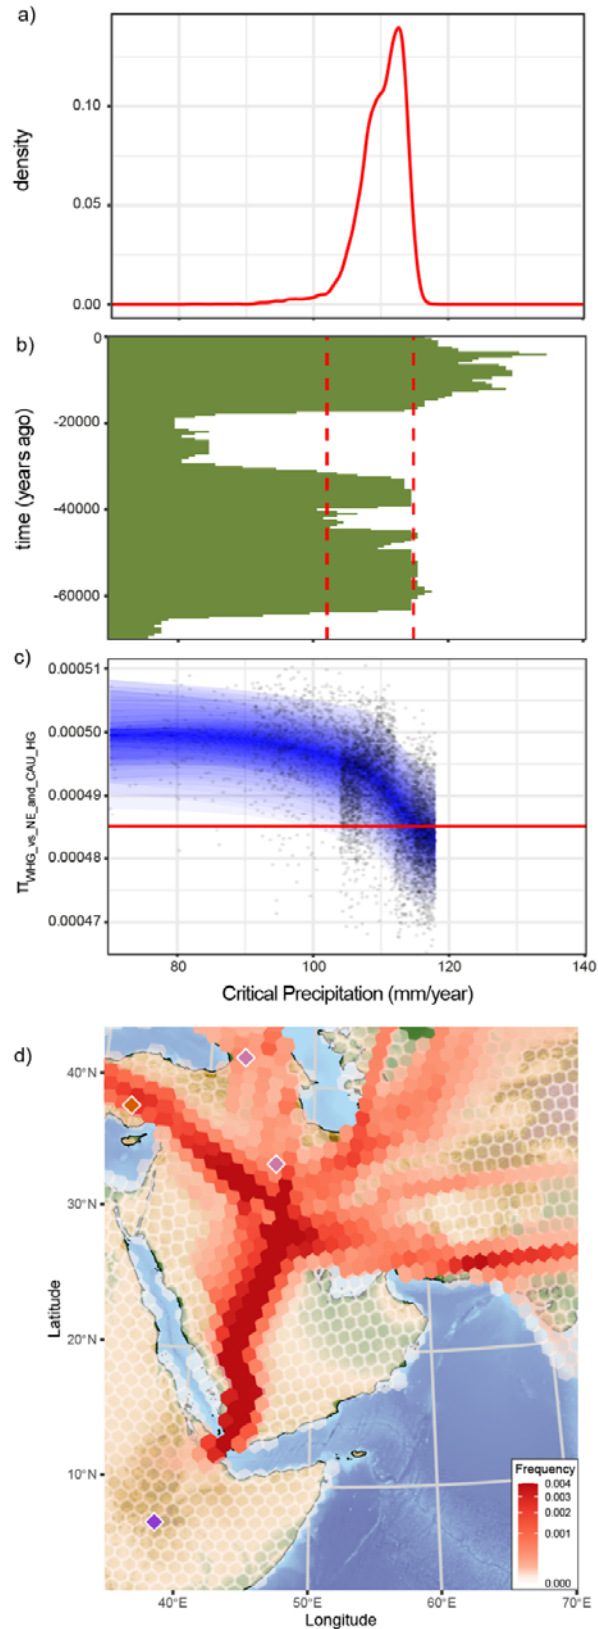 a)
0.10
0.05
0.00
density
b)
0
-20000
-40000
-60000
time (years ago)
c)
0.00051
0.00050
0.00049
0.00048
0.00047
πWHG_vs_NE_and_CAU_HG
80 100 120 140
Critical Precipitation (mm/year)
d)
40°N
30°N
20°N
10°N
Latitude
Frequency
0.004
0.003
0.002
0.001
0.000
40°E 50°E 60°E 70°E
Longitude